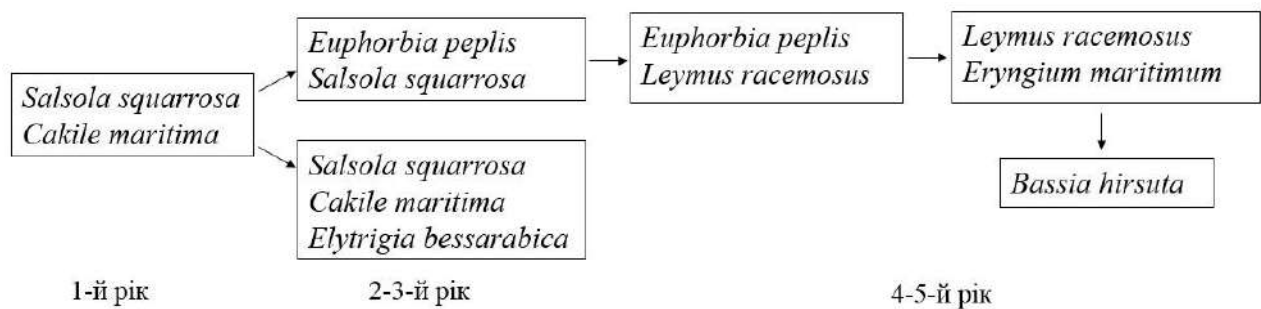 Salsola squarrosa
Cakile maritima
Euphorbia peplis
Salsola squarrosa
Salsola squarrosa
Cakile maritima
Elytrigia bessarabica
Euphorbia peplis
Leymus racemosus
Leymus racemosus
Eryngium maritimum
Bassia hirsuta
1-й рік
2-3-й рік
4-5-й рік